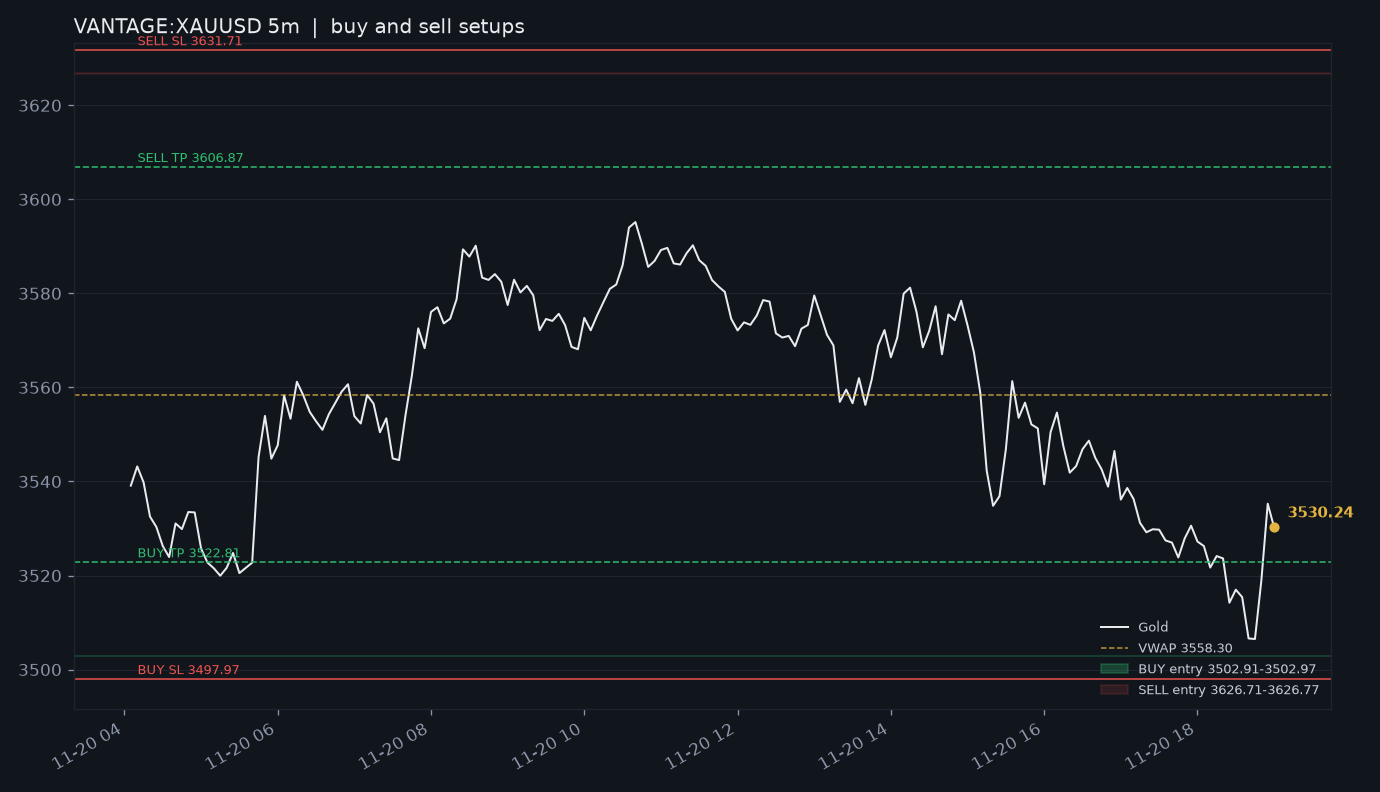 VANTAGE:XAUUSD 5m | buy and sell setups
SELL SL 3631.71
3620
SELL TP 3606.87
3600
3580
3560
3540
3530.24
BUY TP 3522.81
3520
3500
BUY SL 3497.97
Gold
VWAP 3558.30
BUY entry 3502.91-3502.97
SELL entry 3626.71-3626.77
11-20 04
11-20 06
11-20 08
11-20 10
11-20 12
11-20 14
11-20 16
11-20 18